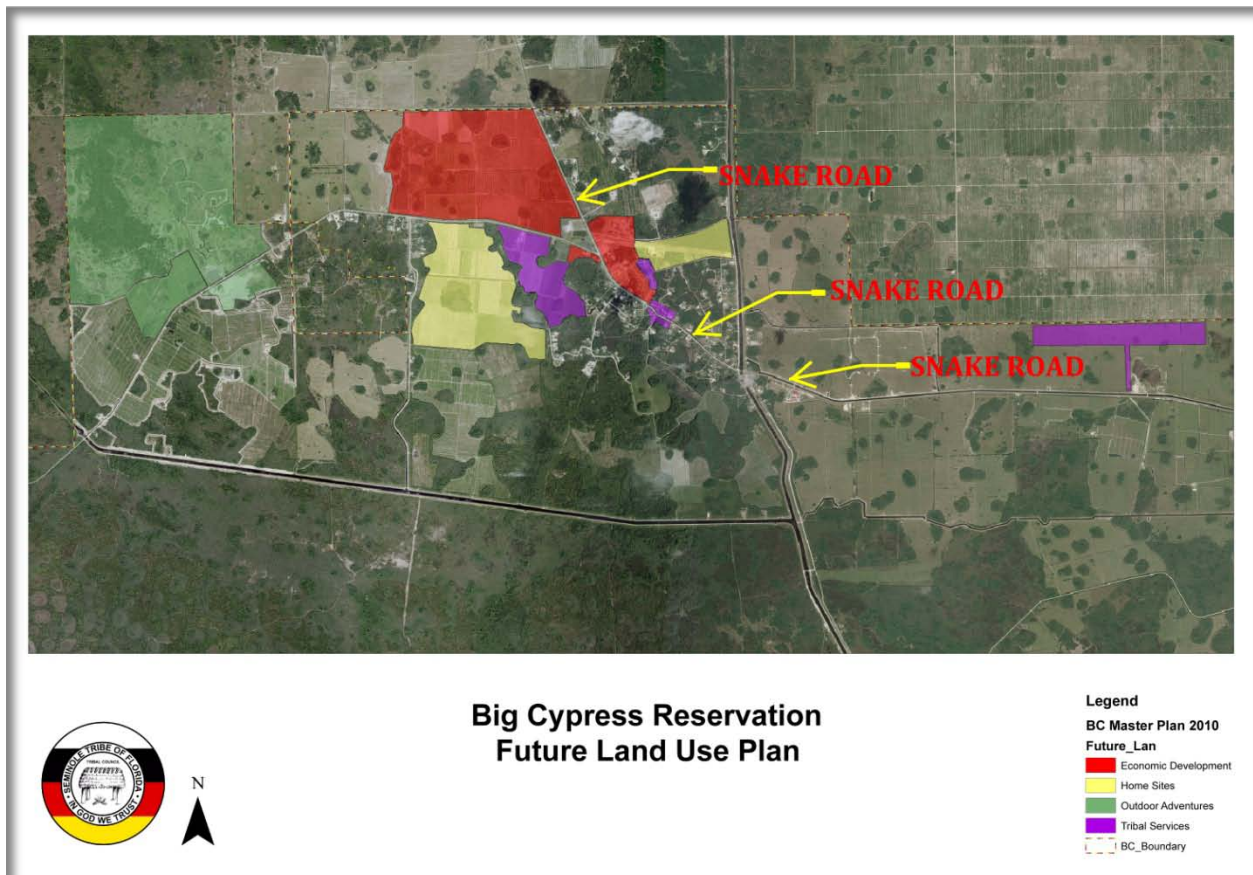 SNAKE ROAD
SNAKE ROAD
SNAKE ROAD
Big Cypress Reservation
Future Land Use Plan
SEMINOLE TRIBE OF FLORIDA
TRIBAL COUNCIL
IN GOD WE TRUST
N
Legend
BC Master Plan 2010
Future_Lan
Economic Development
Home Sites
Outdoor Adventures
Tribal Services
BC_Boundary